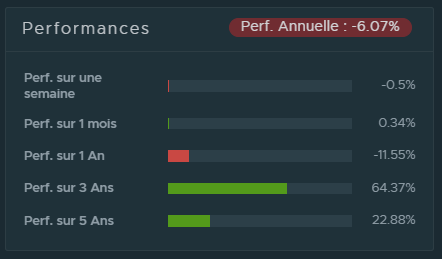 Performances
Perf. Annuelle : -6.07%
Perf. sur une
semaine
-0.5%
Perf. sur 1 mois
0.34%
Perf. sur 1 An
-11.55%
Perf. sur 3 Ans
64.37%
Perf. sur 5 Ans
22.88%